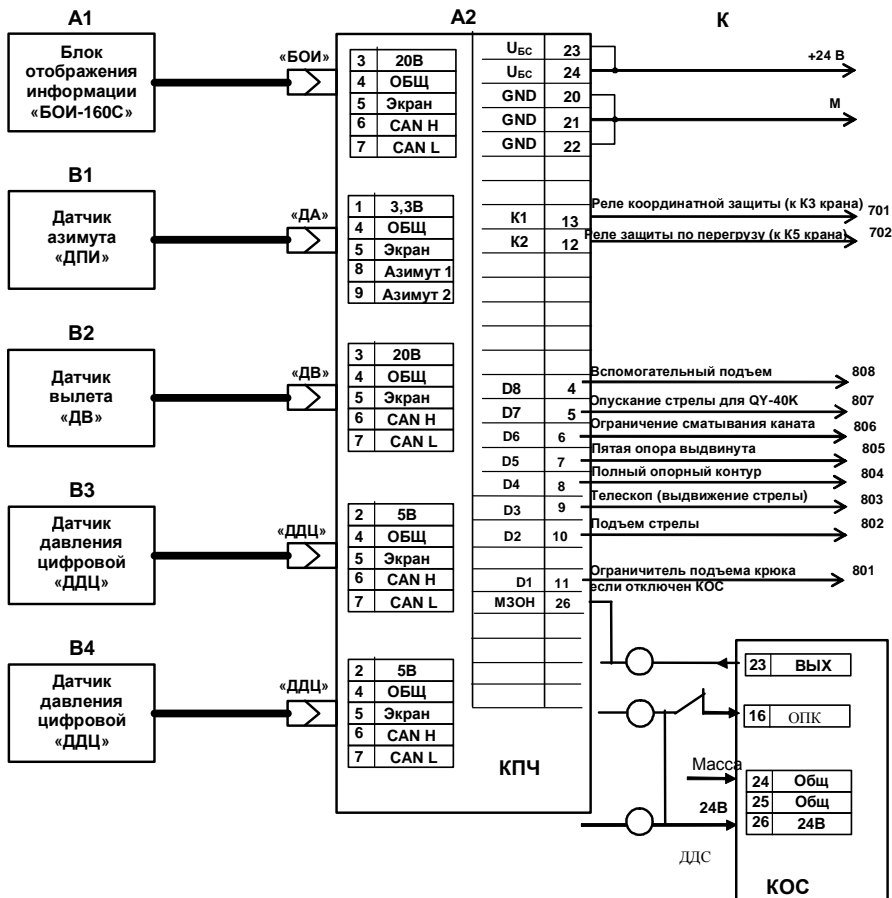 А1
Блок
отображения
информации
«БОИ-160С»
В1
Датчик
азимута
«ДПИ»
В2
Датчик
вылета
«ДВ»
В3
Датчик
давления
цифровой
«ДДЦ»
В4
Датчик
давления
цифровой
«ДДЦ»
«БОИ»
«ДА»
«ДВ»
«ДДЦ»
«ДДЦ»
А2
3 20В
4 ОБЩ
5 Экран
6 CAN H
7 CAN L
1 3,3В
4 ОБЩ
5 Экран
8 Азимут 1
9 Азимут 2
3 20В
4 ОБЩ
5 Экран
6 CAN H
7 CAN L
2 5В
4 ОБЩ
5 Экран
6 CAN H
7 CAN L
2 5В
4 ОБЩ
5 Экран
6 CAN H
7 CAN L
КПЧ
UБС 23
UБС 24
GND 20
GND 21
GND 22
К1 13
К2 12
D8 4
D7 5
D6 6
D5 7
D4 8
D3 9
D2 10
D1 11
МЗОН 26
К
+24 В
М
Реле координатной защиты (к К3 крана) 701
Реле защиты по перегрузу (к К5 крана) 702
Вспомогательный подъем 808
Опускание стрелы для QY-40K 807
Ограничение сматывания каната 806
Пятая опора выдвинута 805
Полный опорный контур 804
Телескоп (выдвижение стрелы) 803
Подъем стрелы 802
Ограничитель подъема крюка 801
если отключен КОС
23 ВЫХ
16 ОПК
Масса
24 Общ
25 Общ
24В
26 24В
ДДС
КОС